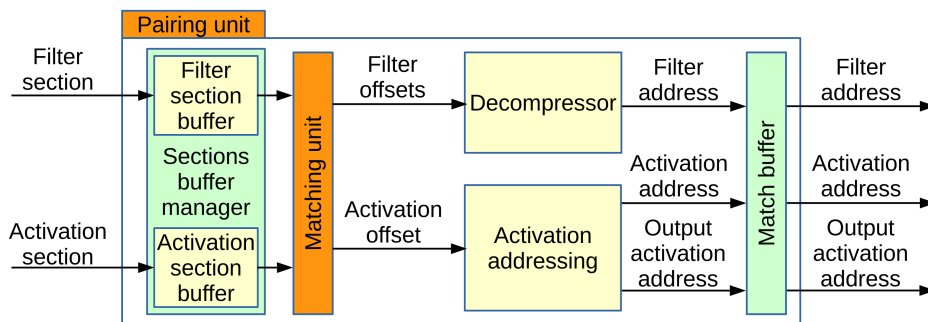 Pairing unit
Filter
section
Filter
section
buffer
Sections
buffer
manager
Activation
section
Activation
section
buffer
Matching unit
Filter
offsets
Activation
offset
Decompressor
Activation
addressing
Filter
address
Activation
address
Output
activation
address
Match buffer
Filter
address
Activation
address
Output
activation
address